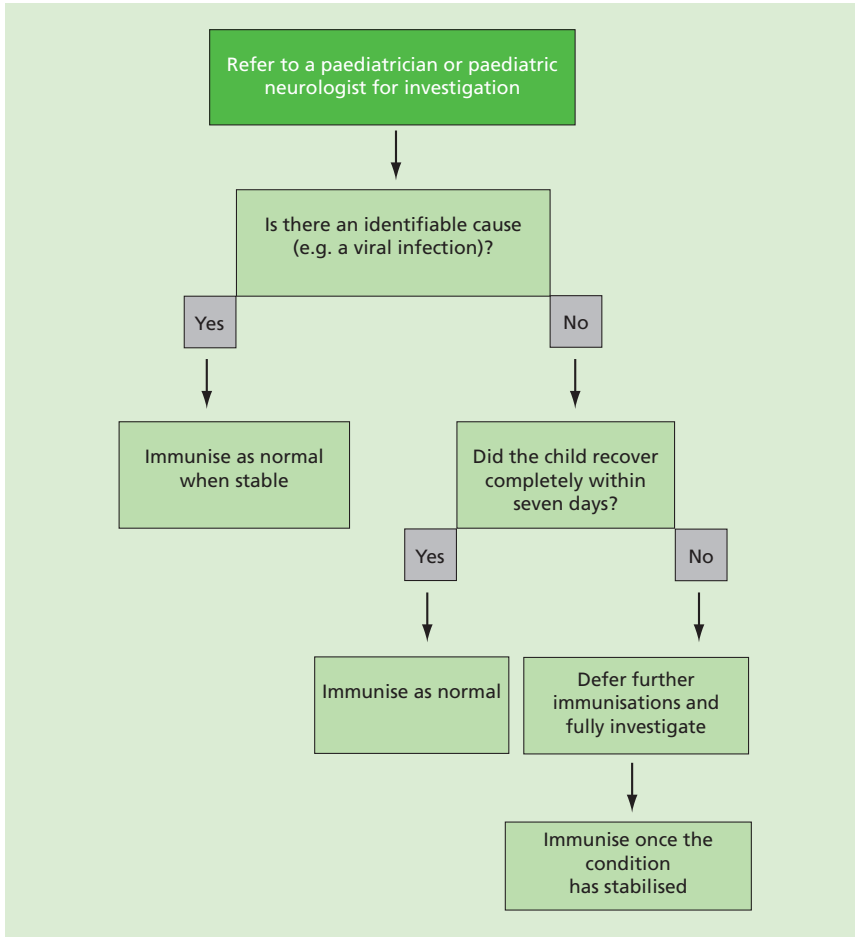 Refer to a paediatrician or paediatric
neurologist for investigation
Is there an identifiable cause
(e.g. a viral infection)?
Yes
No
Immunise as normal
when stable
Did the child recover
completely within
seven days?
Yes
No
Immunise as normal
Defer further
immunisations and
fully investigate
Immunise once the
condition
has stabilised